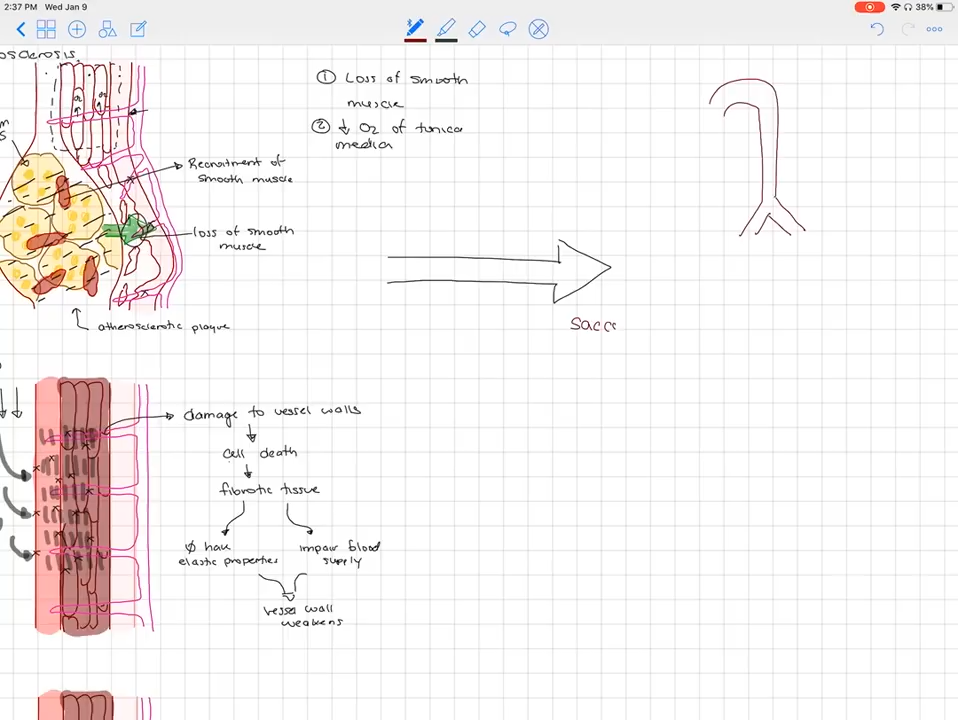 2:37 PM Wed Jan 9
38%
① Loss of smooth
muscle
② ↓ O2 of tunica
media
Recruitment of
smooth muscle
loss of smooth
muscle
atherosclerotic plaque
Sacc
damage to vessel walls
cell death
fibrotic tissue
Ø have
elastic properties
impair blood
supply
vessel wall
weakens